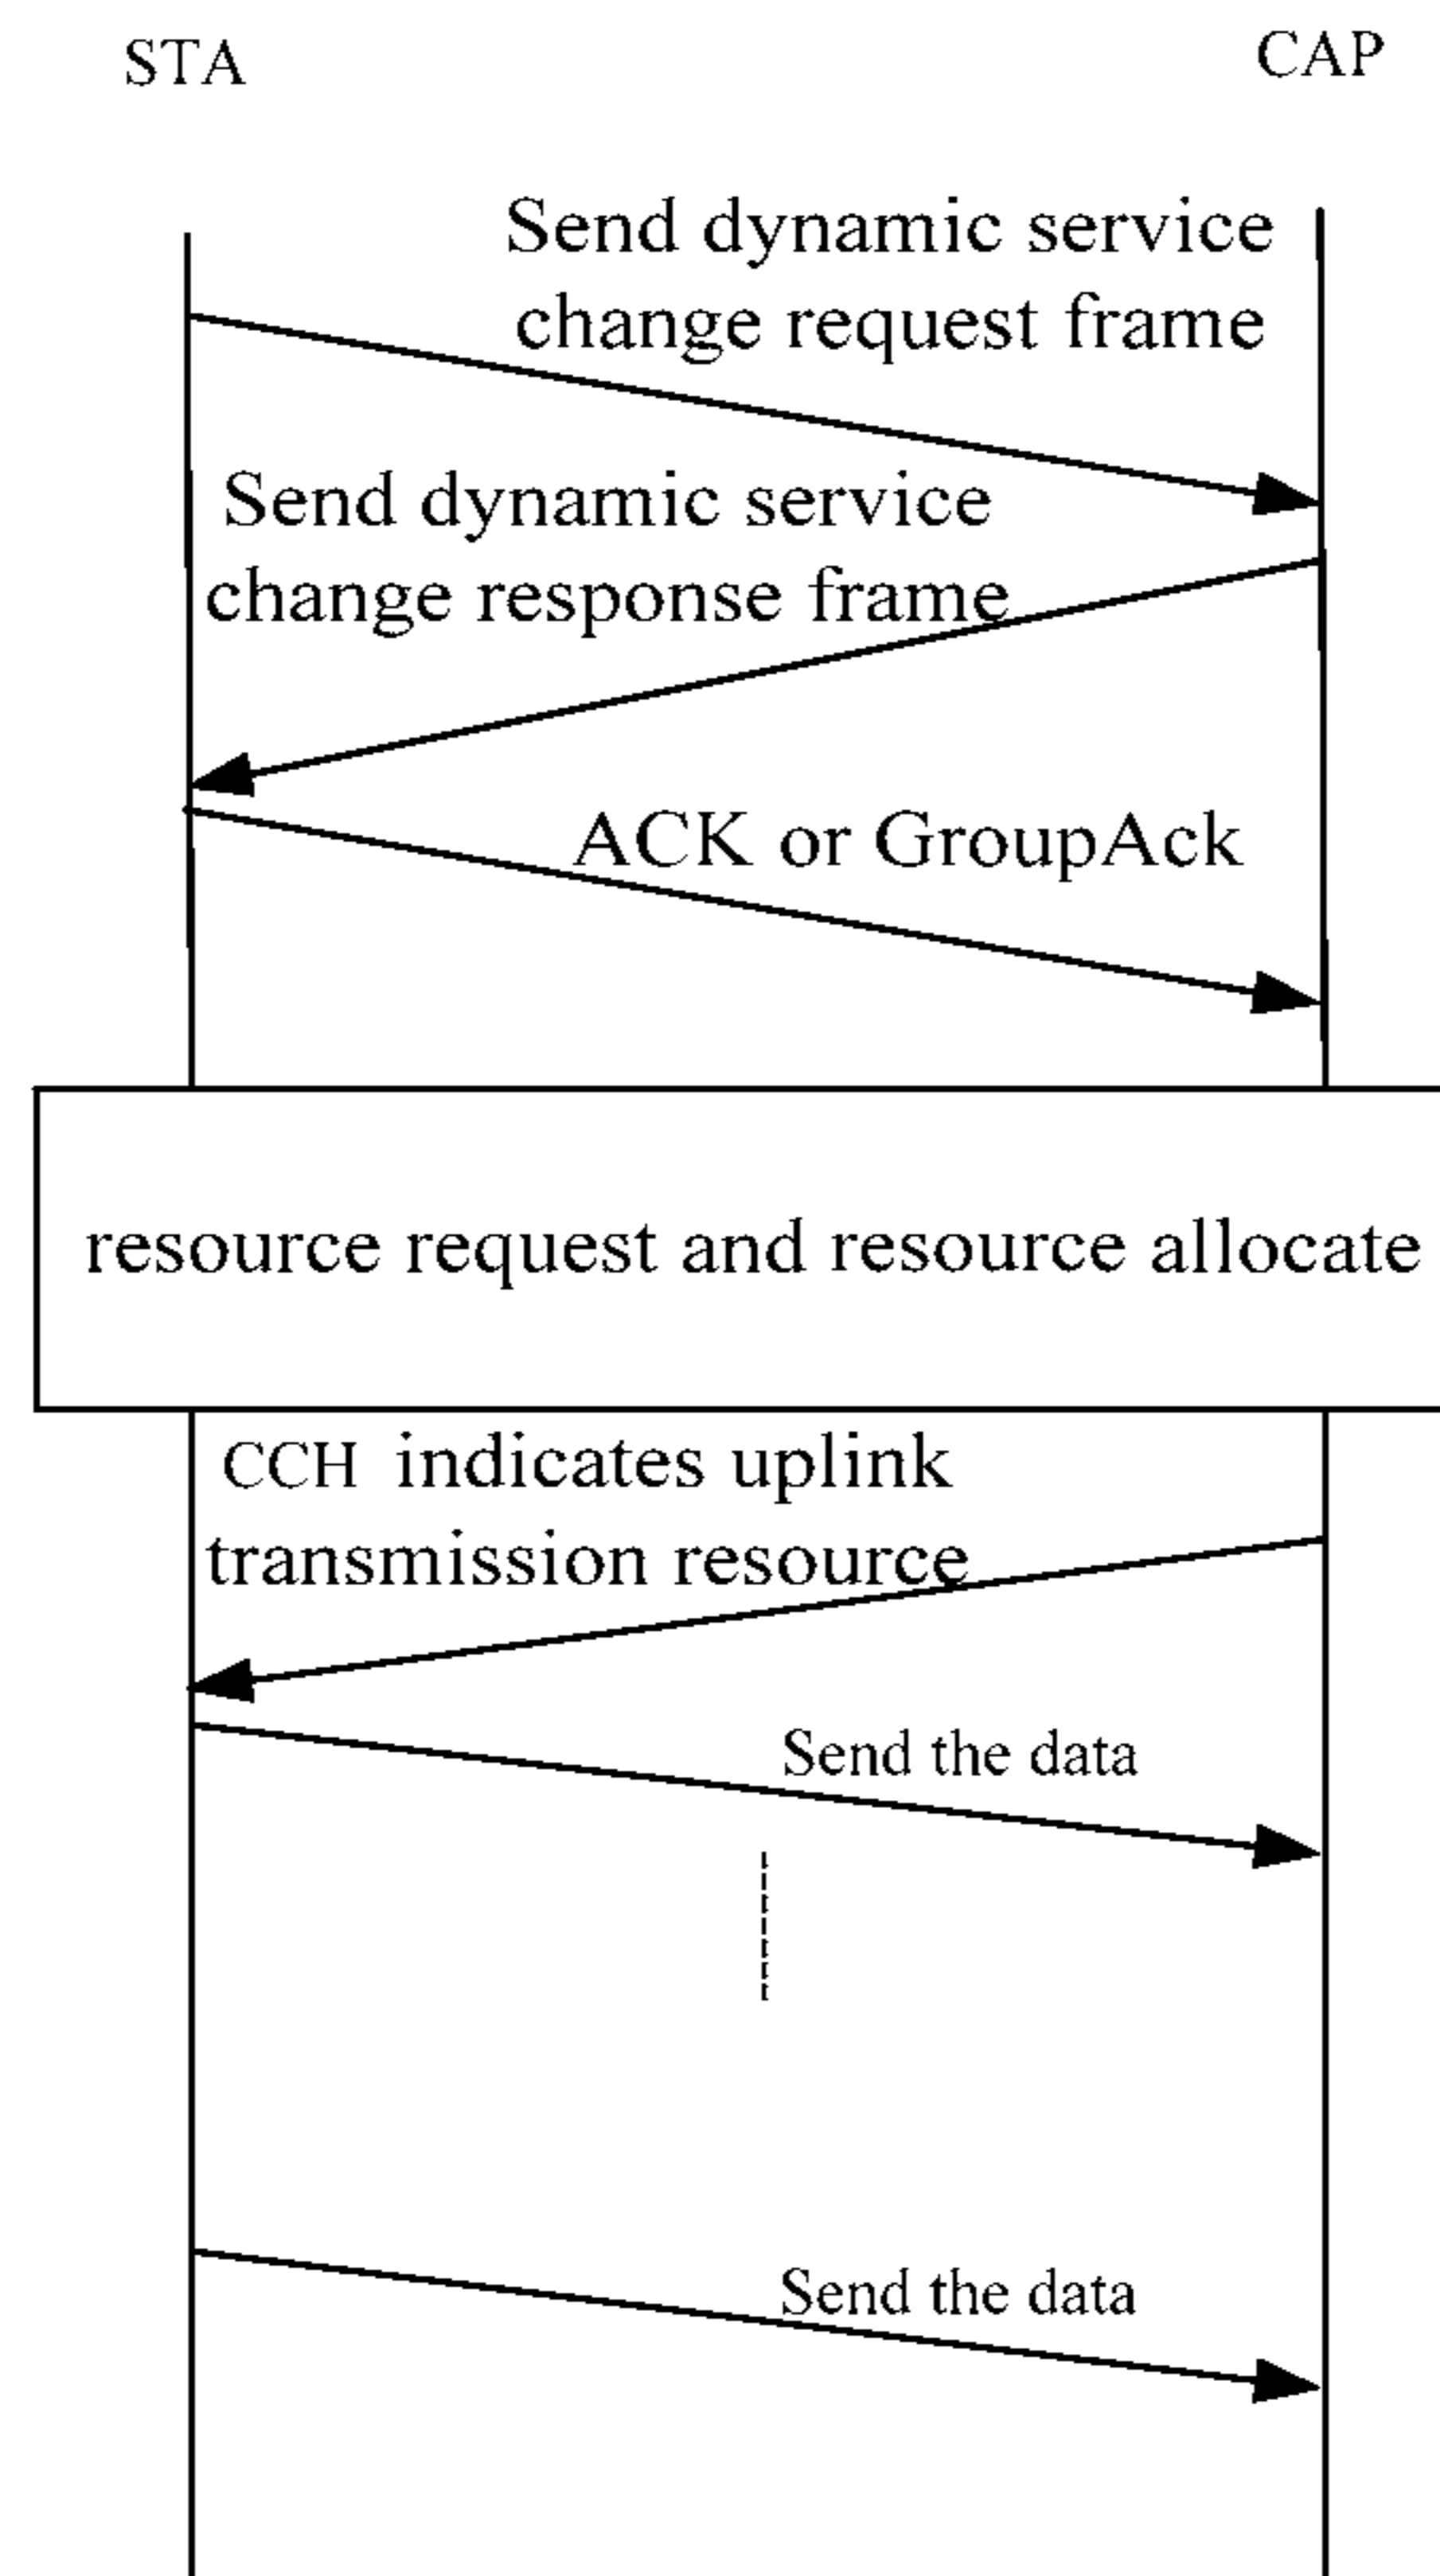 STA
CAP
Send dynamic service
change request frame
Send dynamic service
change response frame
ACK or GroupAck
resource request and resource allocate
CCH indicates uplink
transmission resource
Send the data
Send the data